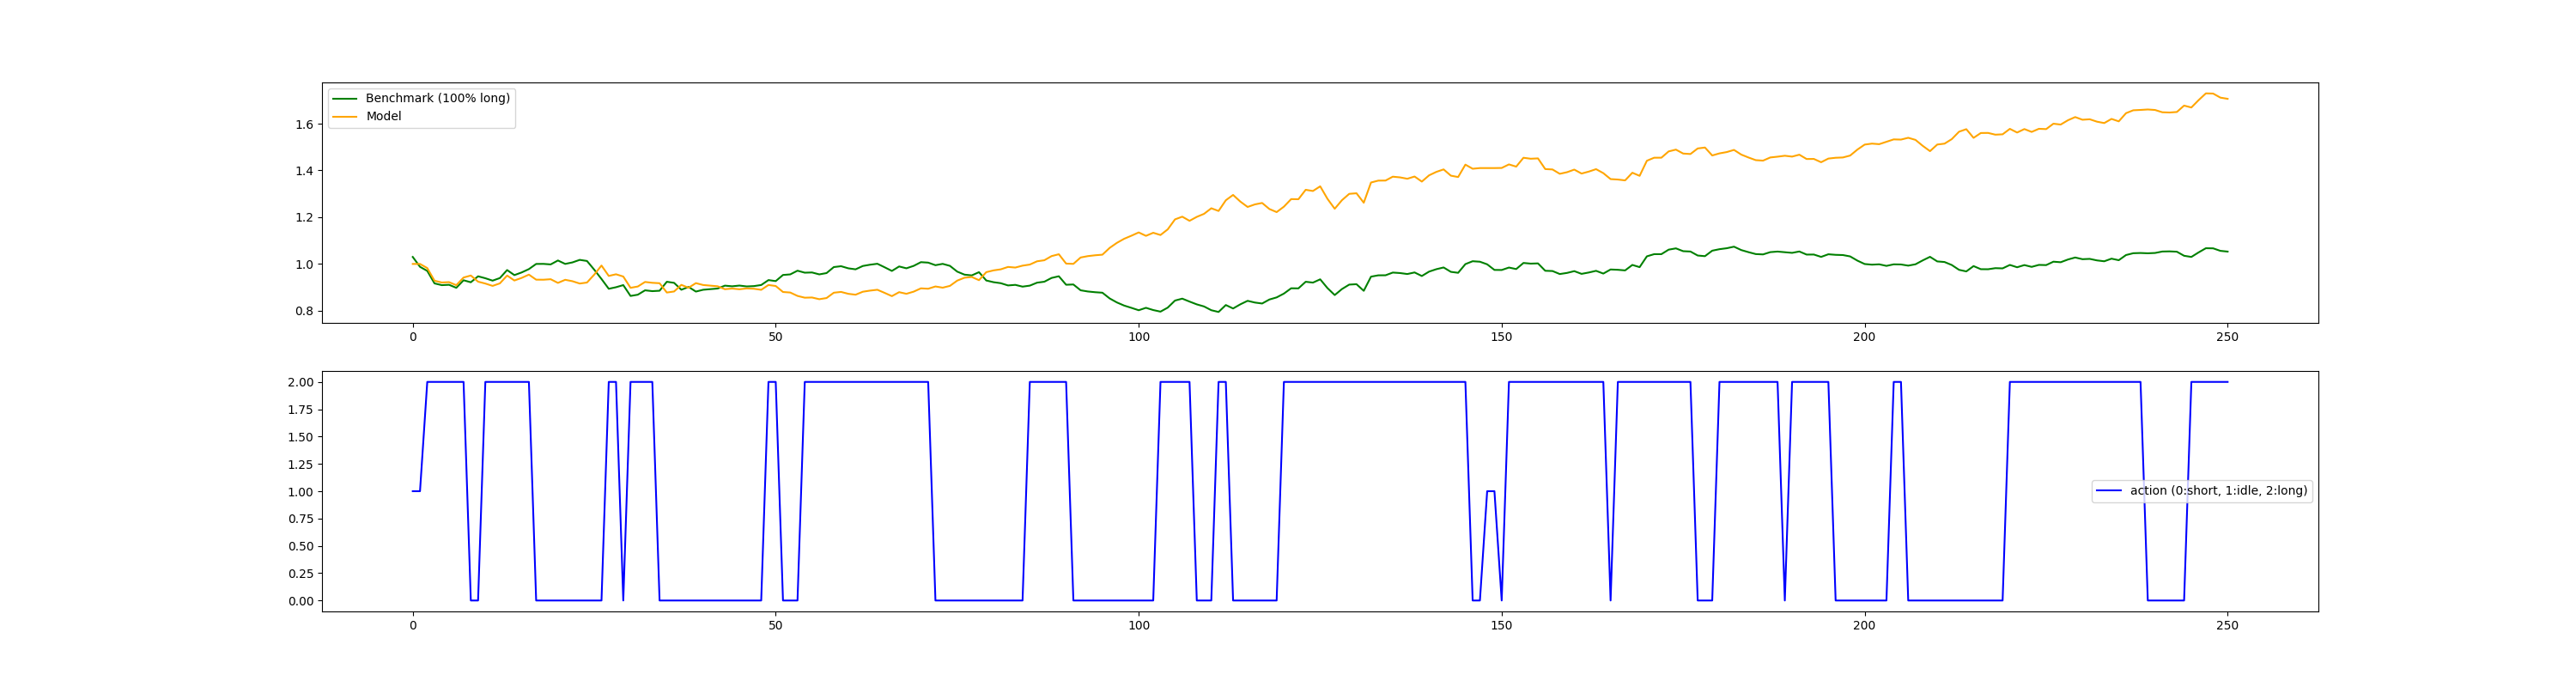 Benchmark (100% long)
Model
1.6
1.4
1.2
1.0
0.8
0 50 100 150 200 250
2.00
1.75
1.50
1.25
1.00
0.75
0.50
0.25
0.00
action (0:short, 1:idle, 2:long)
0 50 100 150 200 250